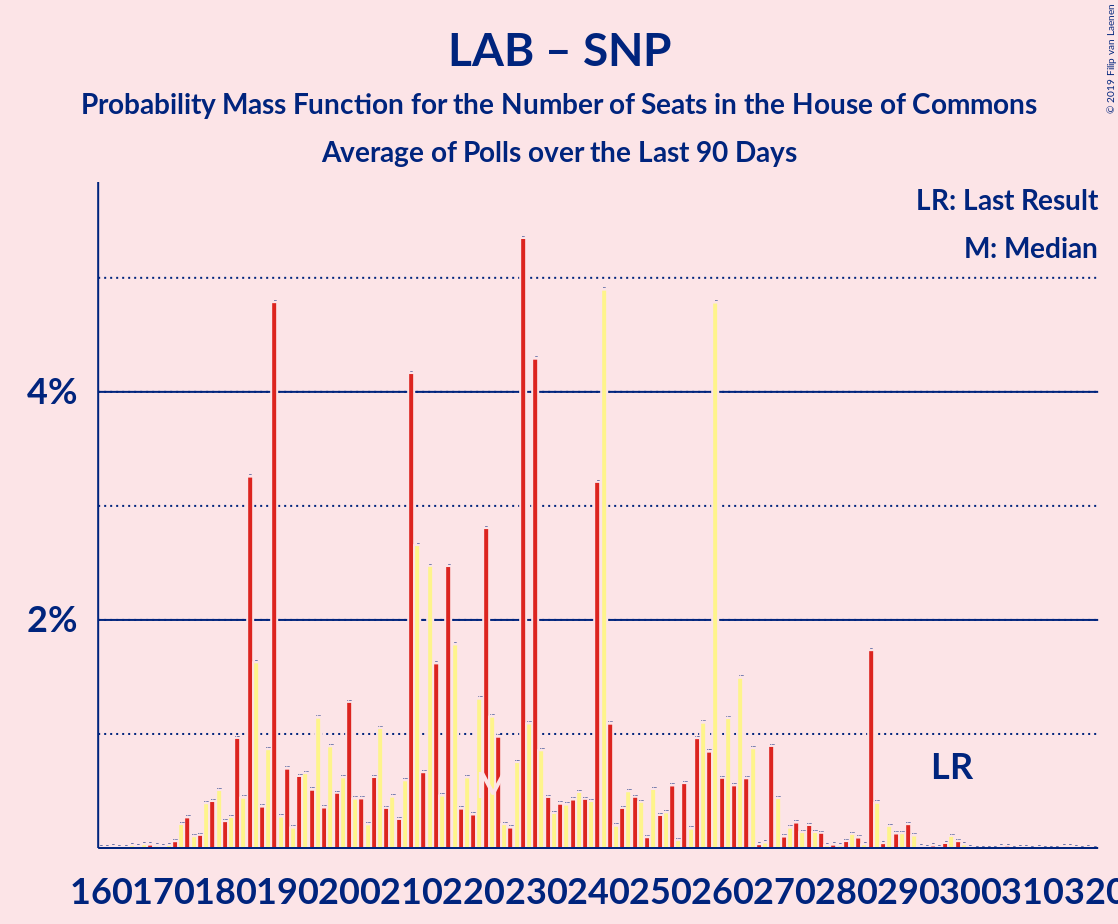 LAB – SNP
Probability Mass Function for the Number of Seats in the House of Commons
Average of Polls over the Last 90 Days
© 2019 Filip van Laenen
LR: Last Result
M: Median
4%
2%
M
LR
160170180190200210220230240250260270280290300310320